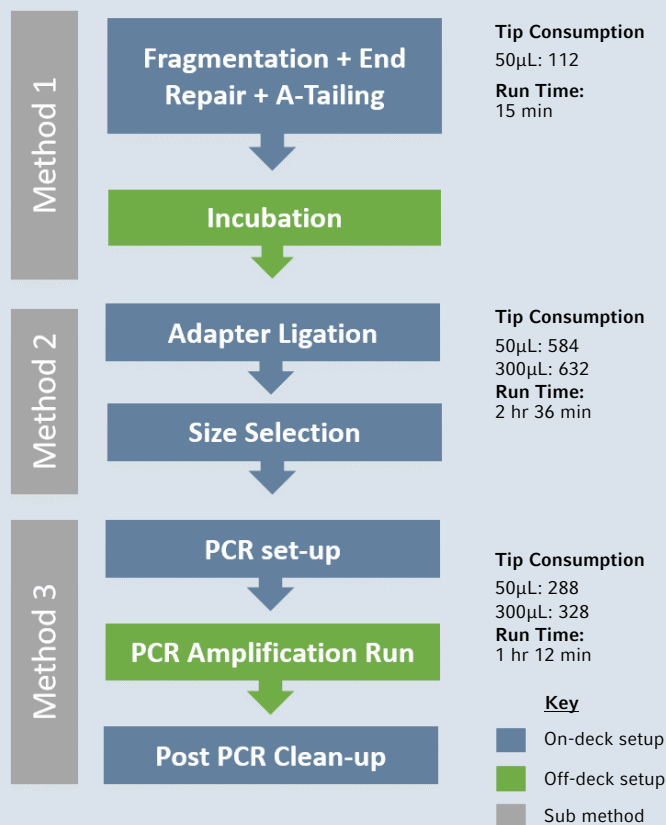 Method 1
Fragmentation + End
Repair + A-Tailing
Incubation
Tip Consumption
50µL: 112
Run Time:
15 min
Method 2
Adapter Ligation
Size Selection
Tip Consumption
50µL: 584
300µL: 632
Run Time:
2 hr 36 min
Method 3
PCR set-up
PCR Amplification Run
Post PCR Clean-up
Tip Consumption
50µL: 288
300µL: 328
Run Time:
1 hr 12 min
Key
On-deck setup
Off-deck setup
Sub method